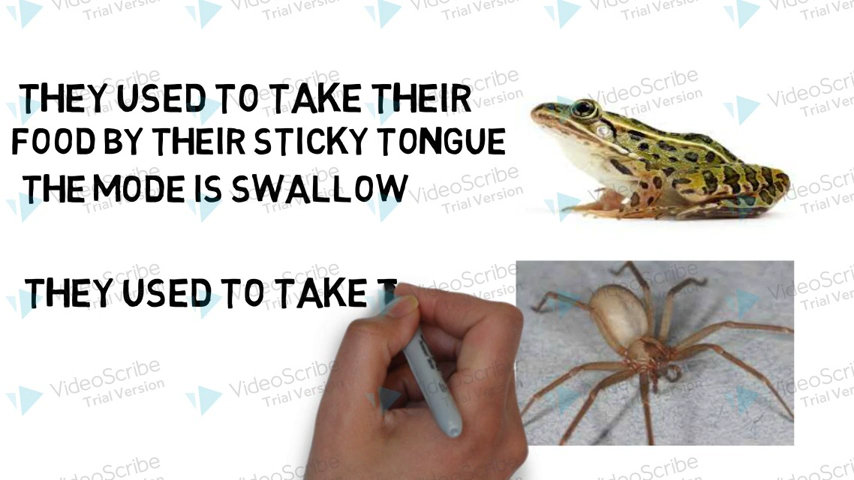 THEY USED TO TAKE THEIR
FOOD BY THEIR STICKY TONGUE
THE MODE IS SWALLOW
THEY USED TO TAKE T
VideoScribe
Trial Version